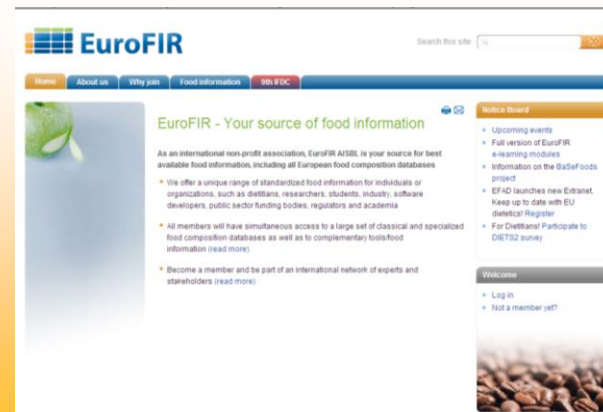 EuroFIR
Search this site:
GO
Home
About us
Why join
Food information
9th IFDC
EuroFIR - Your source of food information
As an international non-profit association, EuroFIR AISBL is your source for best
available food information, including all European food composition databases
We offer a unique range of standardized food information for individuals or
organizations, such as dietitians, researchers, students, industry, software
developers, public sector funding bodies, regulators and academia
All members will have simultaneous access to a large set of classical and specialized
food composition databases as well as to complementary tools/food
information (read more)
Become a member and be part of an international network of experts and
stakeholders (read more)
Notice Board
Upcoming events
Full version of EuroFIR
e-learning modules
Information on the BaSeFoods
project
EFAD launches new Extranet.
Keep up to date with EU
dietetics! Register
For Dietitians! Participate to
DIETS2 survey
Welcome
Log in
Not a member yet?